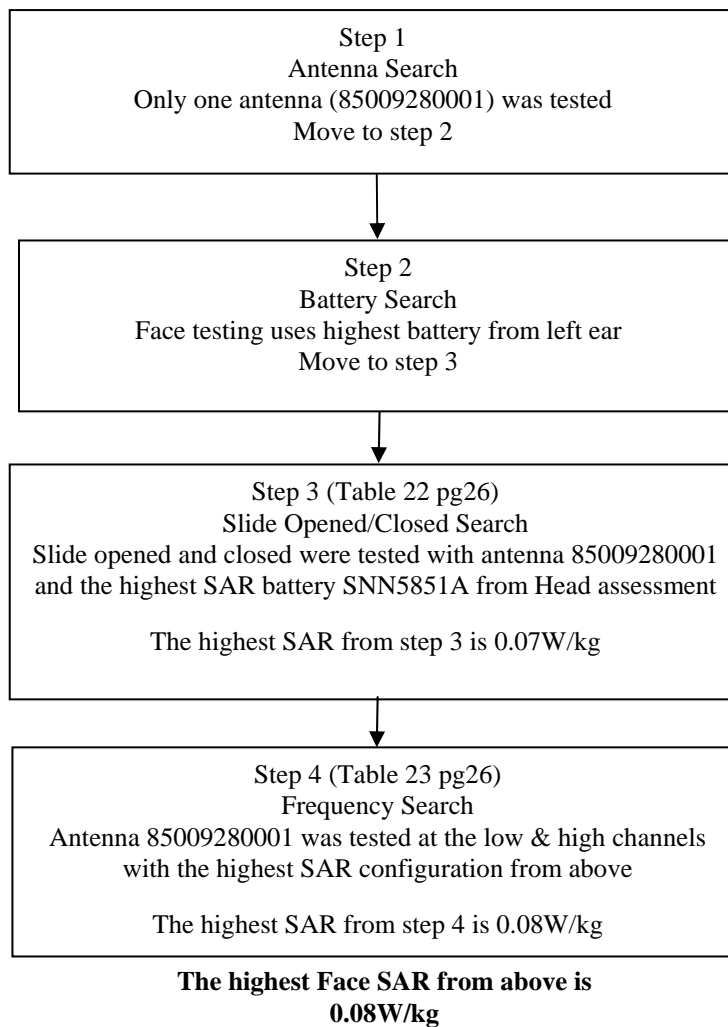 Step 1
Antenna Search
Only one antenna (85009280001) was tested
Move to step 2
Step 2
Battery Search
Face testing uses highest battery from left ear
Move to step 3
Step 3 (Table 22 pg26)
Slide Opened/Closed Search
Slide opened and closed were tested with antenna 85009280001
and the highest SAR battery SNN5851A from Head assessment
The highest SAR from step 3 is 0.07W/kg
Step 4 (Table 23 pg26)
Frequency Search
Antenna 85009280001 was tested at the low & high channels
with the highest SAR configuration from above
The highest SAR from step 4 is 0.08W/kg
The highest Face SAR from above is
0.08W/kg